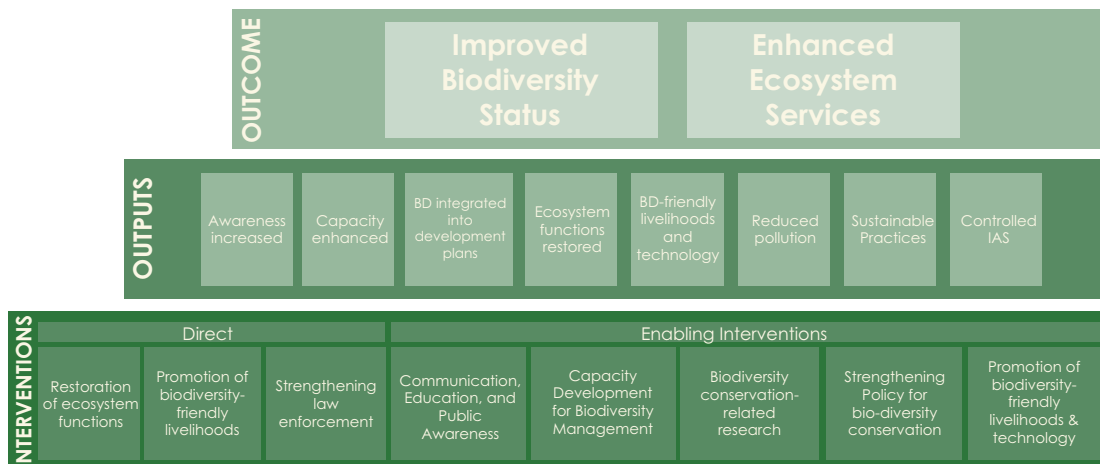 OUTCOME
Improved
Biodiversity
Status
Enhanced
Ecosystem
Services
OUTPUTS
Awareness
increased
Capacity
enhanced
BD integrated
into
development
plans
Ecosystem
functions
restored
BD-friendly
livelihoods
and
technology
Reduced
pollution
Sustainable
Practices
Controlled
IAS
NTERVENTIONS
Direct
Enabling Interventions
Restoration
of ecosystem
functions
Promotion of
biodiversity-
friendly
livelihoods
Strengthening
law
enforcement
Communication,
Education, and
Public
Awareness
Capacity
Development
for Biodiversity
Management
Biodiversity
conservation-
related
research
Strengthening
Policy for
bio-diversity
conservation
Promotion of
biodiversity-
friendly
livelihoods &
technology